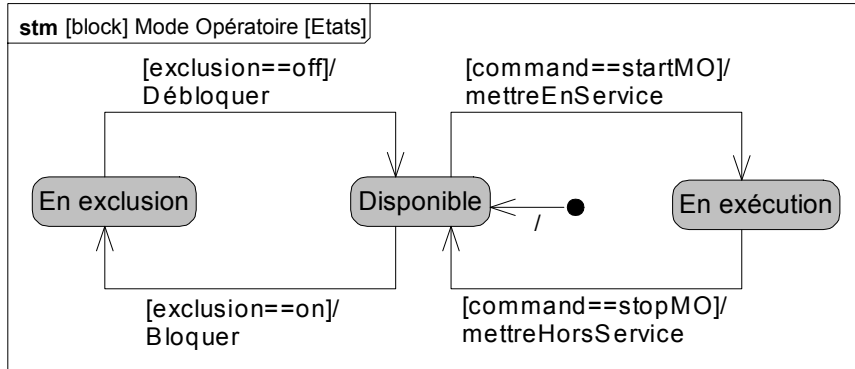 stm [block] Mode Opératoire [Etats]
[exclusion==off]/
Débloquer
[command==startMO]/
mettreEnService
En exclusion
Disponible
/
En exécution
[exclusion==on]/
Bloquer
[command==stopMO]/
mettreHorsService